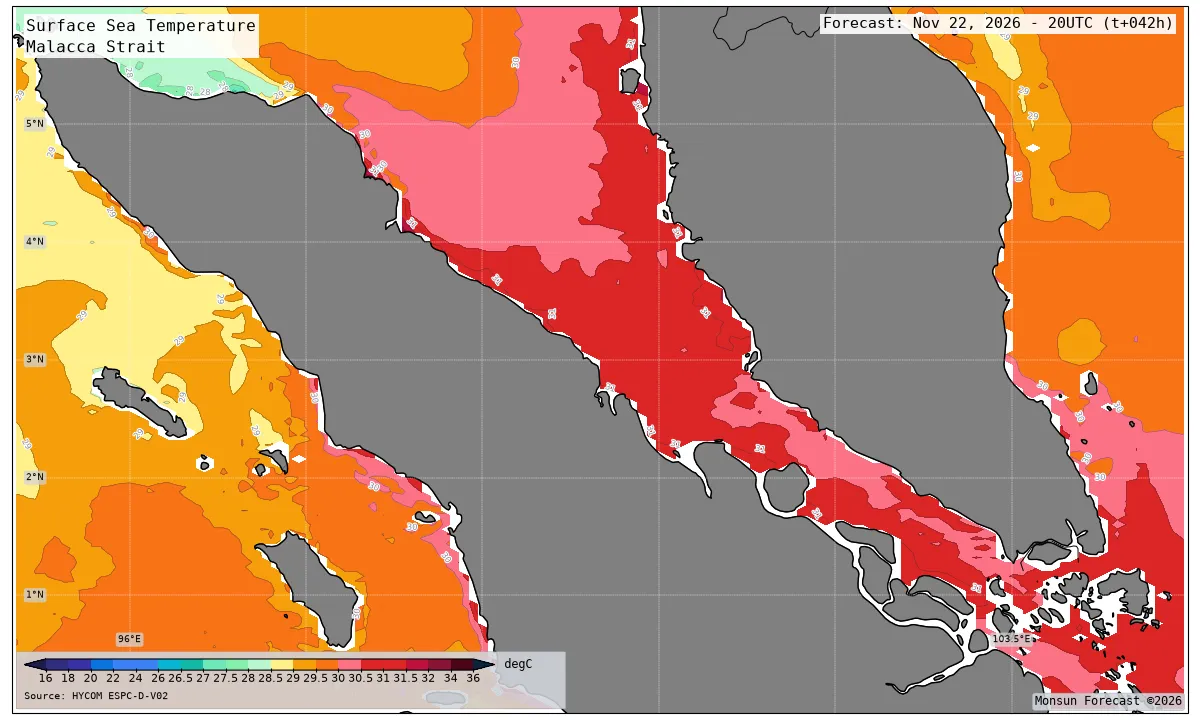 Surface Sea Temperature
Malacca Strait
Forecast: Nov 22, 2026 - 20UTC (t+042h)
5°N
4°N
3°N
2°N
1°N
96°E
103.5°E
16 18 20 22 24 26 26.5 27 27.5 28 28.5 29 29.5 30 30.5 31 31.5 32 34 36
degC
Source: HYCOM ESPC-D-V02
Monsun Forecast ©2026